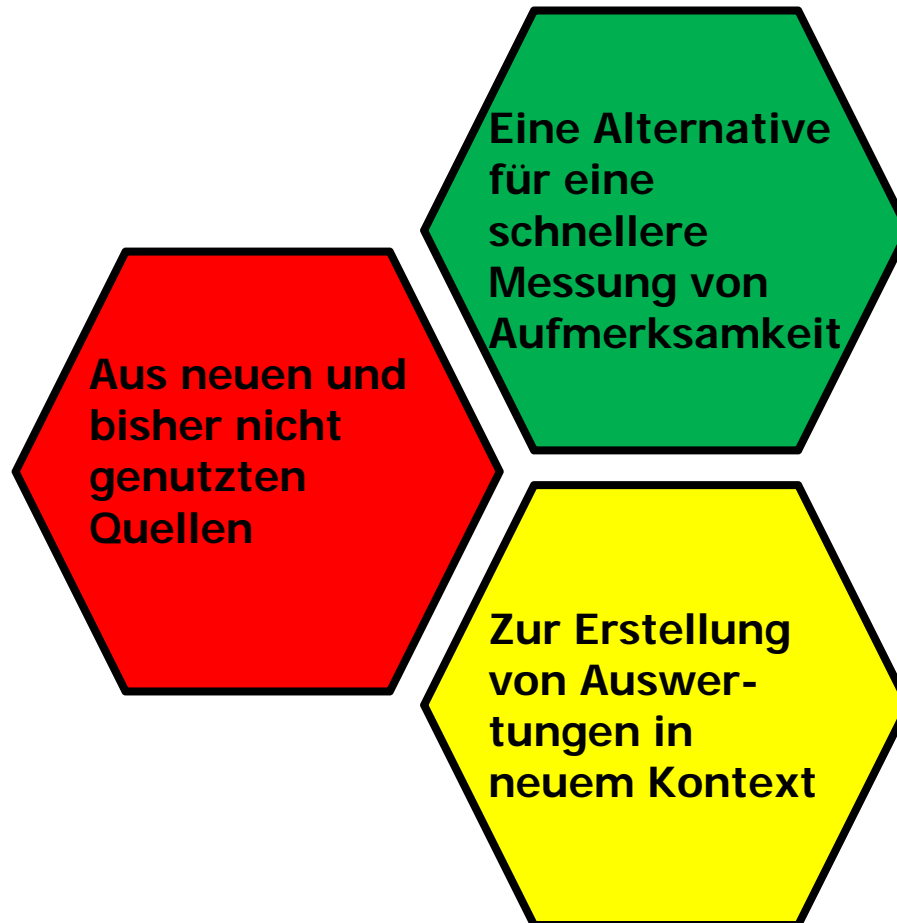 Eine Alternative
für eine
schnellere
Messung von
Aufmerksamkeit
Aus neuen und
bisher nicht
genutzten
Quellen
Zur Erstellung
von Auswer-
tungen in
neuem Kontext